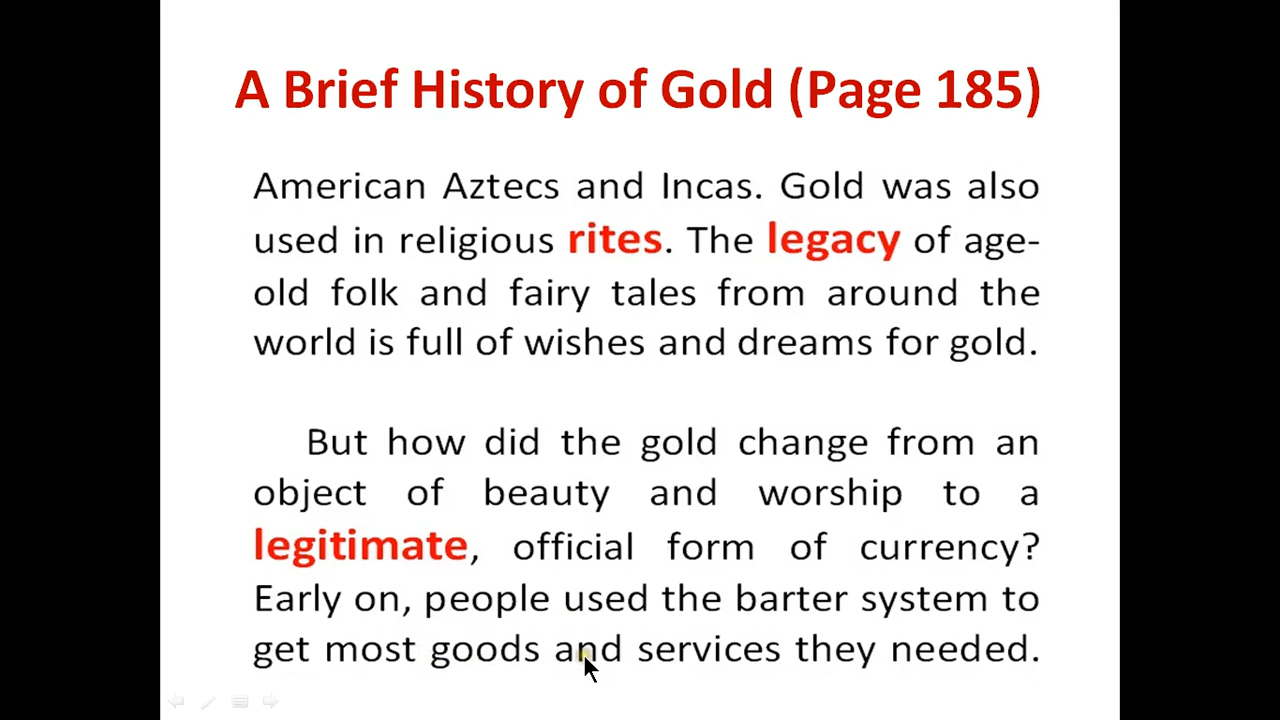 A Brief History of Gold (Page 185)
American Aztecs and Incas. Gold was also
used in religious rites. The legacy of age-
old folk and fairy tales from around the
world is full of wishes and dreams for gold.
But how did the gold change from an
object of beauty and worship to a
legitimate, official form of currency?
Early on, people used the barter system to
get most goods and services they needed.